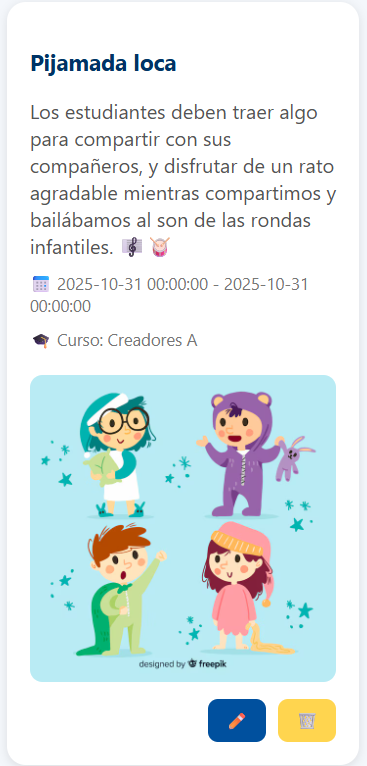 Pijamada loca
Los estudiantes deben traer algo
para compartir con sus
compañeros, y disfrutar de un rato
agradable mientras compartimos y
bailábamos al son de las rondas
infantiles. 🎼 🪘
📅 2025-10-31 00:00:00 - 2025-10-31
00:00:00
🎓 Curso: Creadores A
designed by freepik